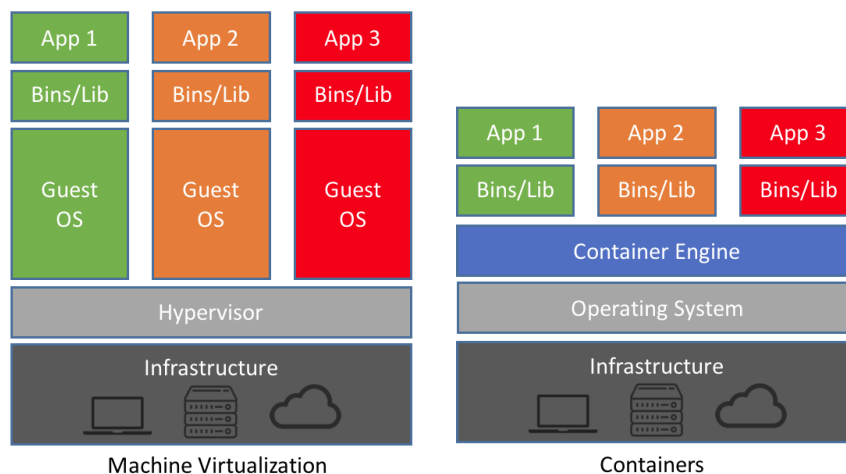 App 1
App 2
App 3
Bins/Lib
Bins/Lib
Bins/Lib
Guest
OS
Guest
OS
Guest
OS
Hypervisor
Infrastructure
Machine Virtualization
App 1
App 2
App 3
Bins/Lib
Bins/Lib
Bins/Lib
Container Engine
Operating System
Infrastructure
Containers